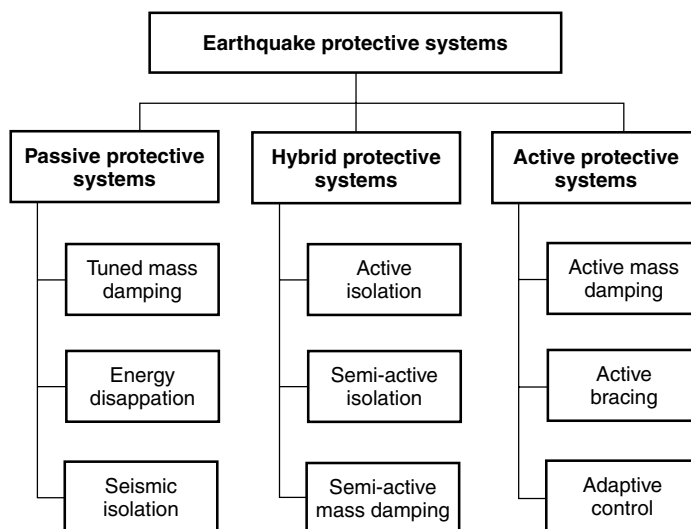 Earthquake protective systems
Passive protective
systems
Hybrid protective
systems
Active protective
systems
Tuned mass
damping
Active
isolation
Active mass
damping
Energy
disappation
Semi-active
isolation
Active
bracing
Seismic
isolation
Semi-active
mass damping
Adaptive
control